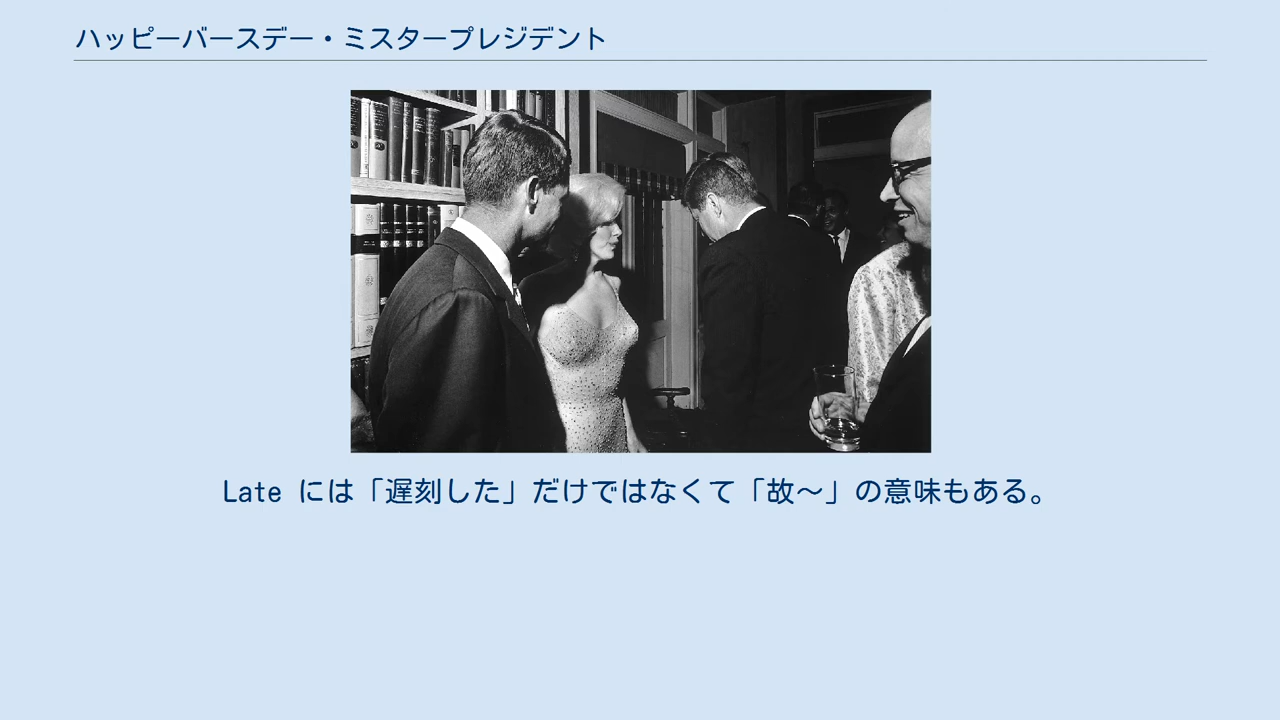 ハッピーバースデー・ミスタープレジデント
Late には「遅刻した」だけではなくて「故〜」の意味もある。